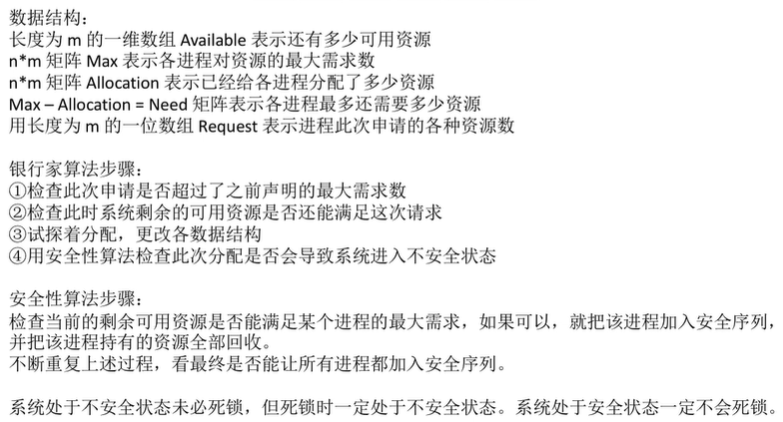 数据结构：
长度为 m 的一维数组 Available 表示还有多少可用资源
n*m 矩阵 Max 表示各进程对资源的最大需求数
n*m 矩阵 Allocation 表示已经给各进程分配了多少资源
Max – Allocation = Need 矩阵表示各进程最多还需要多少资源
用长度为 m 的一位数组 Request 表示进程此次申请的各种资源数
银行家算法步骤：
①检查此次申请是否超过了之前声明的最大需求数
②检查此时系统剩余的可用资源是否还能满足这次请求
③试探着分配，更改各数据结构
④用安全性算法检查此次分配是否会导致系统进入不安全状态
安全性算法步骤：
检查当前的剩余可用资源是否能满足某个进程的最大需求，如果可以，就把该进程加入安全序列，
并把该进程持有的资源全部回收。
不断重复上述过程，看最终是否能让所有进程都加入安全序列。
系统处于不安全状态未必死锁，但死锁时一定处于不安全状态。系统处于安全状态一定不会死锁。